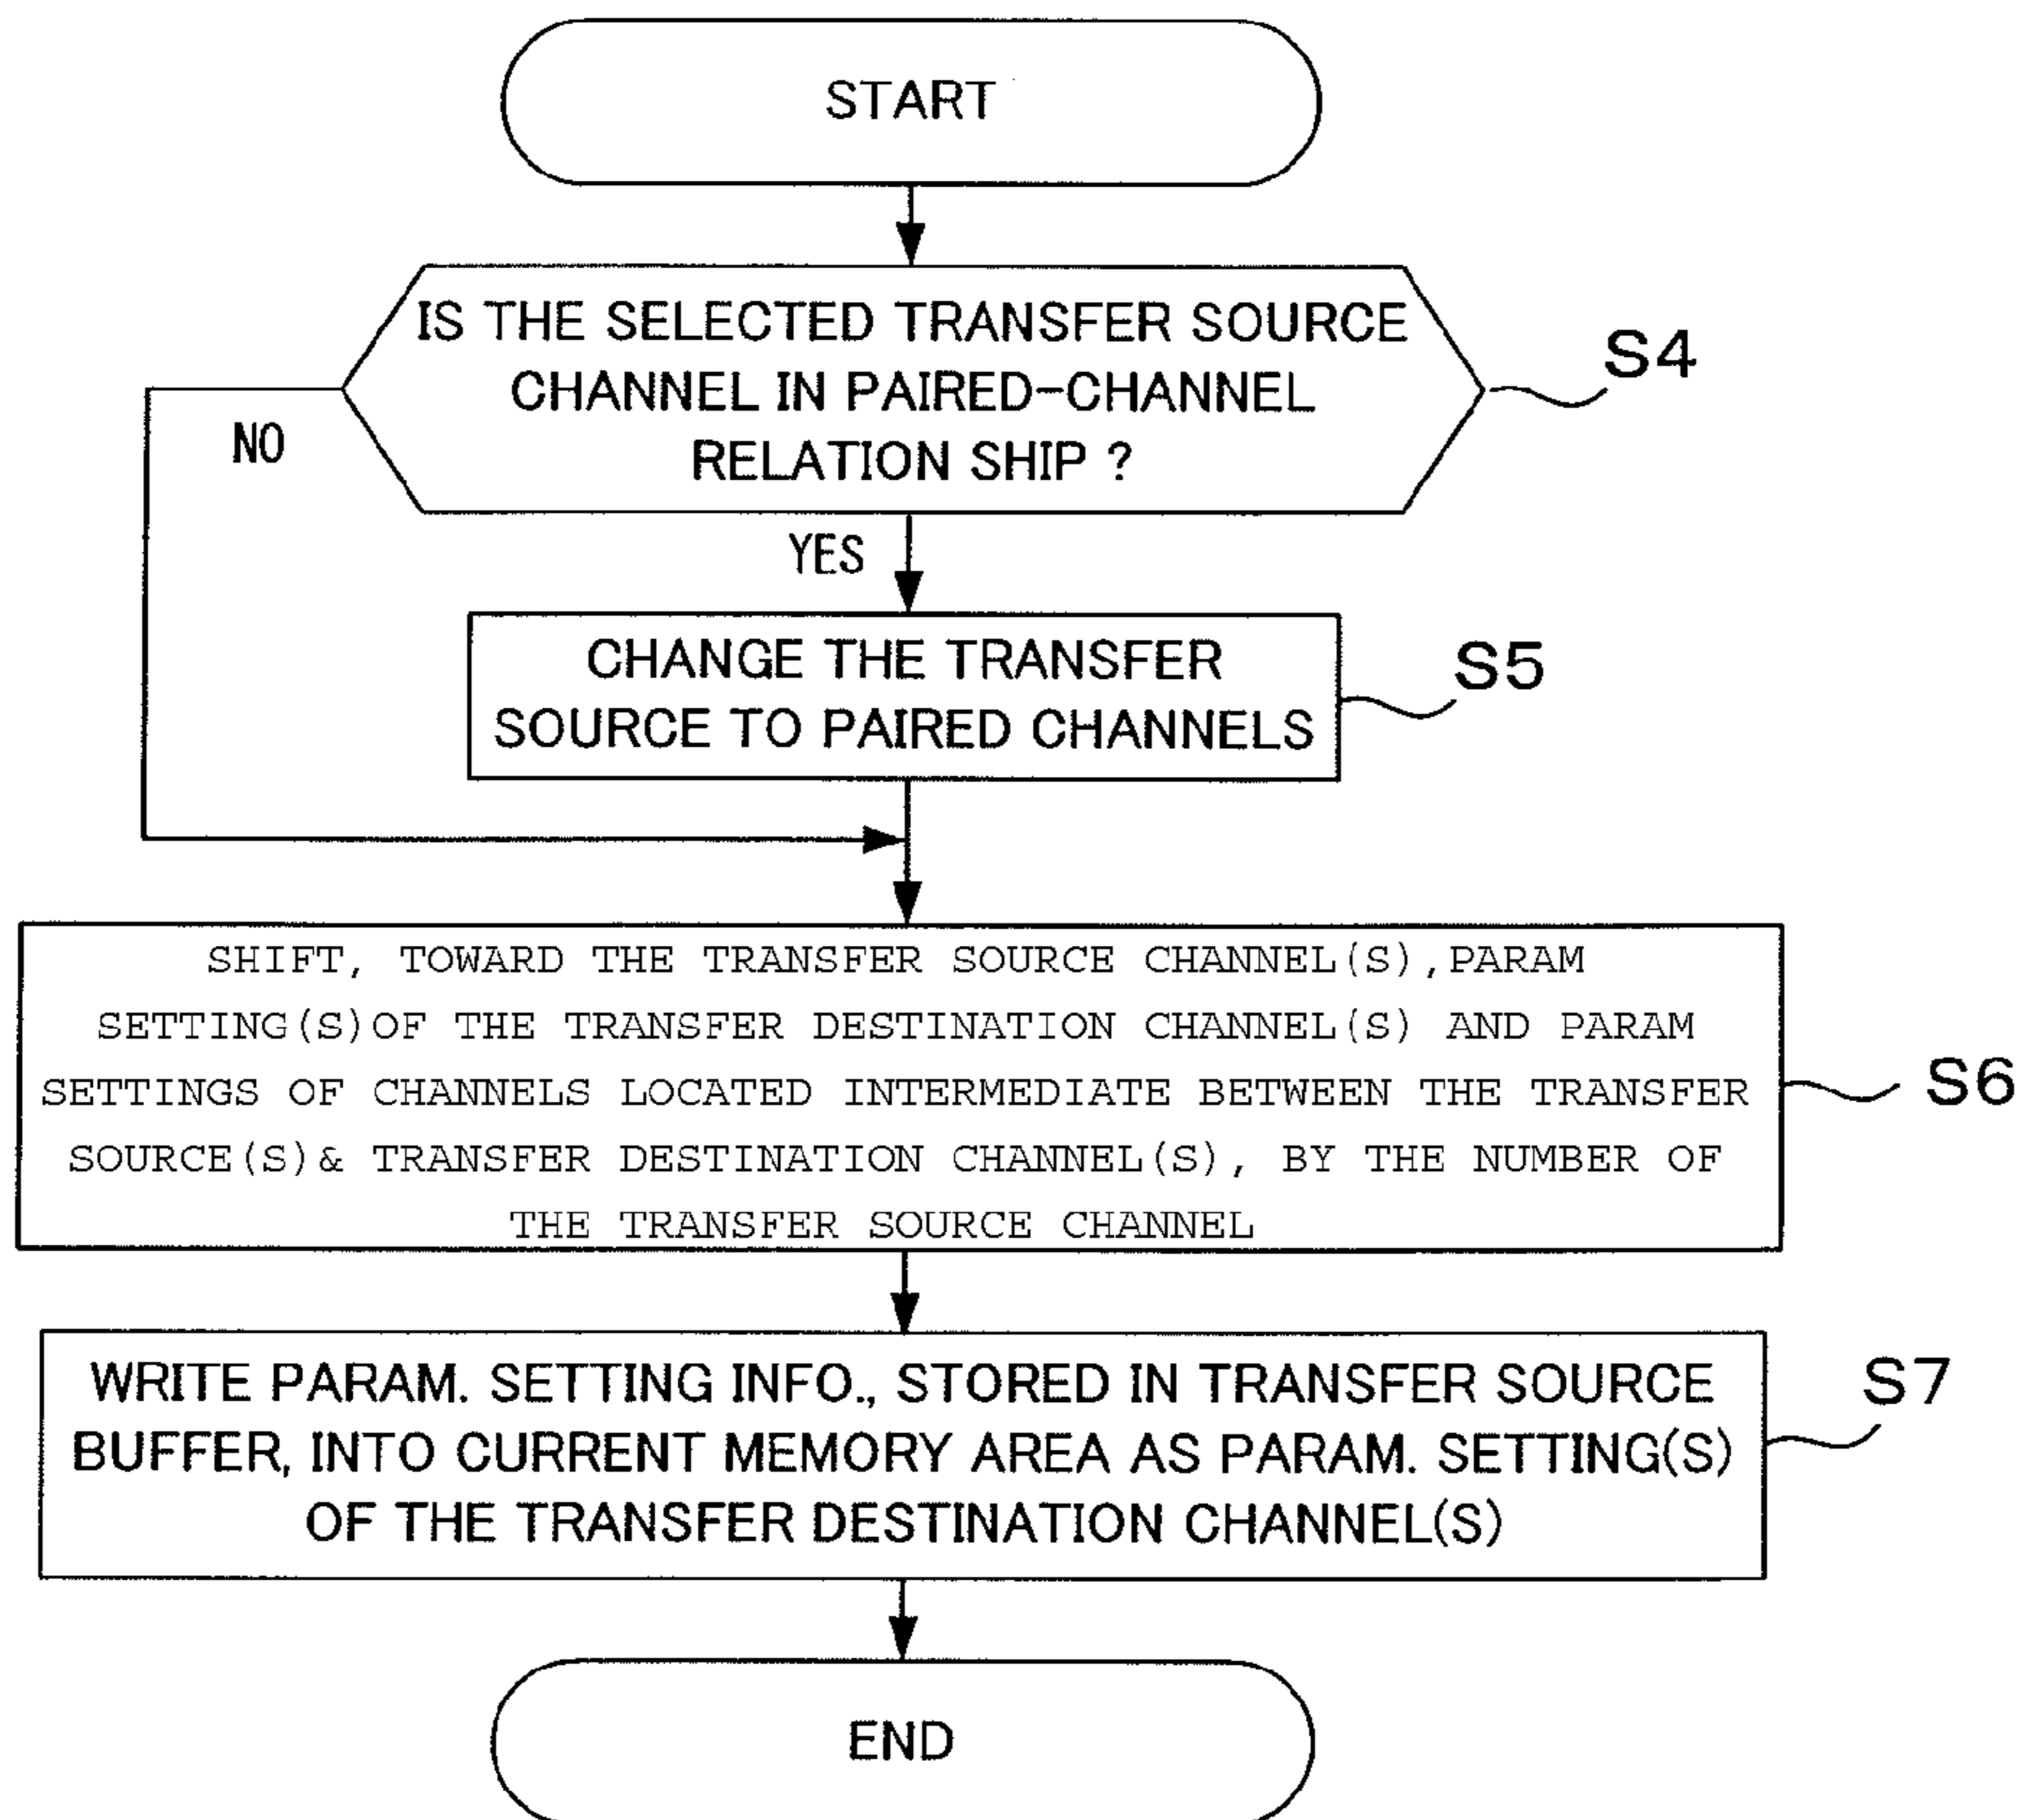 START
IS THE SELECTED TRANSFER SOURCE
CHANNEL IN PAIRED-CHANNEL
RELATION SHIP ?
S4
NO
YES
CHANGE THE TRANSFER
SOURCE TO PAIRED CHANNELS
S5
SHIFT, TOWARD THE TRANSFER SOURCE CHANNEL(S),PARAM
SETTING(S)OF THE TRANSFER DESTINATION CHANNEL(S) AND PARAM
SETTINGS OF CHANNELS LOCATED INTERMEDIATE BETWEEN THE TRANSFER
SOURCE(S)& TRANSFER DESTINATION CHANNEL(S), BY THE NUMBER OF
THE TRANSFER SOURCE CHANNEL
S6
WRITE PARAM. SETTING INFO., STORED IN TRANSFER SOURCE
BUFFER, INTO CURRENT MEMORY AREA AS PARAM. SETTING(S)
OF THE TRANSFER DESTINATION CHANNEL(S)
S7
END